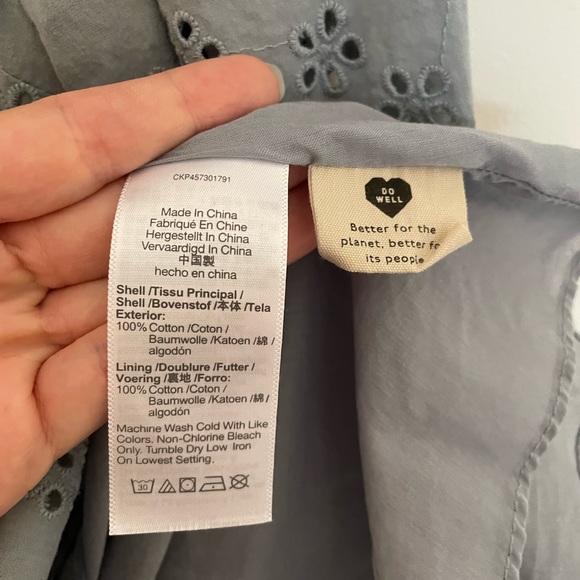 CKP457301791
Made In China
Fabriqué En Chine
Hergestellt In China
Vervaardigd In China
中国製
hecho en china
Shell /Tissu Principal /
Shell /Bovenstof /本体 /Tela
Exterior:
100% Cotton /Coton /
Baumwolle /Katoen /綿 /
algodón
Lining /Doublure /Futter /
Voering /裏地 /Forro:
100% Cotton /Coton /
Baumwolle /Katoen /綿 /
algodón
Machine Wash Cold With Like
Colors. Non-Chlorine Bleach
Only. Tumble Dry Low Iron
On Lowest Setting.
30
DO
WELL
Better for the
planet, better for
its people